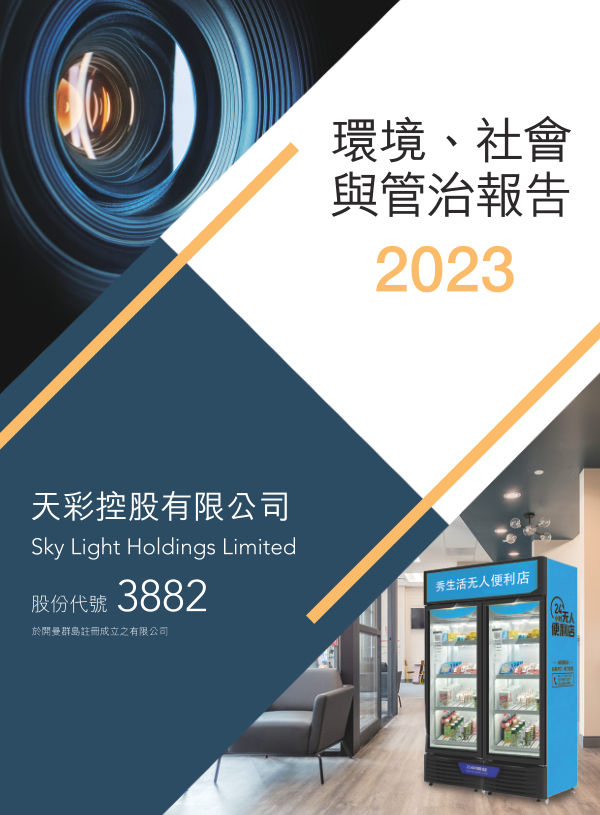 環境、社會
與管治報告
2023
天彩控股有限公司
Sky Light Holdings Limited
股份代號 3882
於開曼群島註冊成立之有限公司
秀生活无人便利店
24
无人
便利店